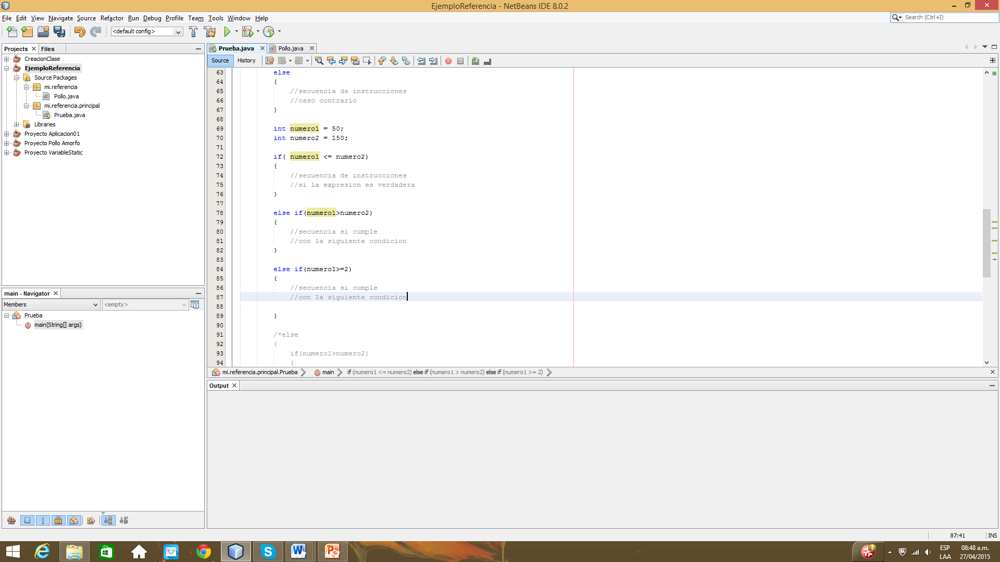 EjemploReferencia - NetBeans IDE 8.0.2
File Edit View Navigate Source Refactor Run Debug Profile Team Tools Window Help
Search (Ctrl+I)
<default config>
Projects Files
CreacionClase
EjemploReferencia
Source Packages
mi.referencia
Pollo.java
mi.referencia.principal
Prueba.java
Libraries
Proyecto Aplicacion01
Proyecto Pollo Amorfo
Proyecto VariableStatic
main - Navigator
Members <empty>
Prueba
main(String[] args)
Prueba.java Pollo.java
Source History
63 else
64 {
65 //secuencia de instrucciones
66 //caso contrario
67 }
68
69 int numero1 = 50;
70 int numero2 = 150;
71
72 if( numero1 <= numero2)
73 {
74 //secuencia de instrucciones
75 //si la expresion es verdadera
76 }
77
78 else if(numero1>numero2)
79 {
80 //secuencia si cumple
81 //con la siguiente condicion
82 }
83
84 else if(numero1>=2)
85 {
86 //secuencia si cumple
87 //con la siguiente condicion
88
89 }
90
91 /*else
92 {
93 if(numero1>numero2)
94 {
mi.referencia.principal.Prueba main if (numero1 <= numero2) else if (numero1 > numero2) else if (numero1 >= 2)
Output
87:41 INS
ESP 08:48 a.m.
LAA 27/04/2015